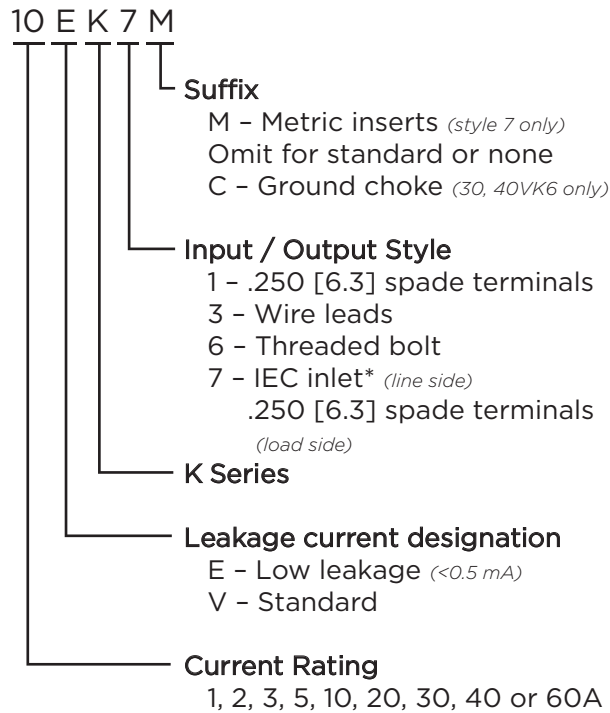 10 E K 7 M
Suffix
M – Metric inserts (style 7 only)
Omit for standard or none
C – Ground choke (30, 40VK6 only)
Input / Output Style
1 – .250 [6.3] spade terminals
3 – Wire leads
6 – Threaded bolt
7 – IEC inlet* (line side)
.250 [6.3] spade terminals
(load side)
K Series
Leakage current designation
E – Low leakage (<0.5 mA)
V – Standard
Current Rating
1, 2, 3, 5, 10, 20, 30, 40 or 60A